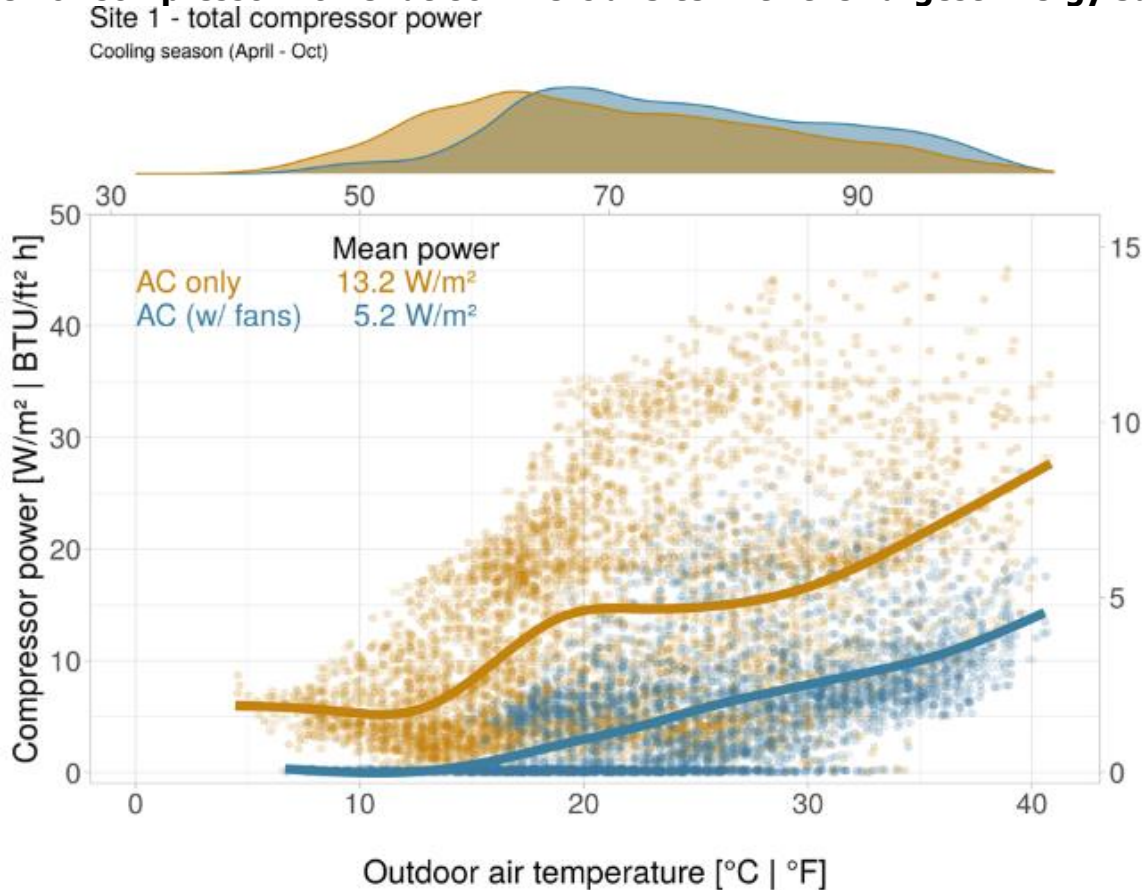 Site 1 - total compressor power
Cooling season (April - Oct)
30 50 70 90
50 40 30 20 10 0
15 10 5 0
Mean power
AC only 13.2 W/m²
AC (w/ fans) 5.2 W/m²
Compressor power [W/m² | BTU/ft² h]
0 10 20 30 40
Outdoor air temperature [°C | °F]